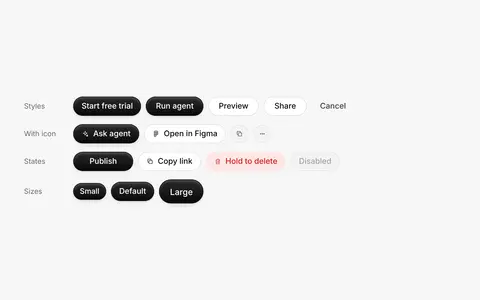 Styles Start free trial Run agent Preview Share Cancel
With icon Ask agent Open in Figma
States Publish Copy link Hold to delete Disabled
Sizes Small Default Large